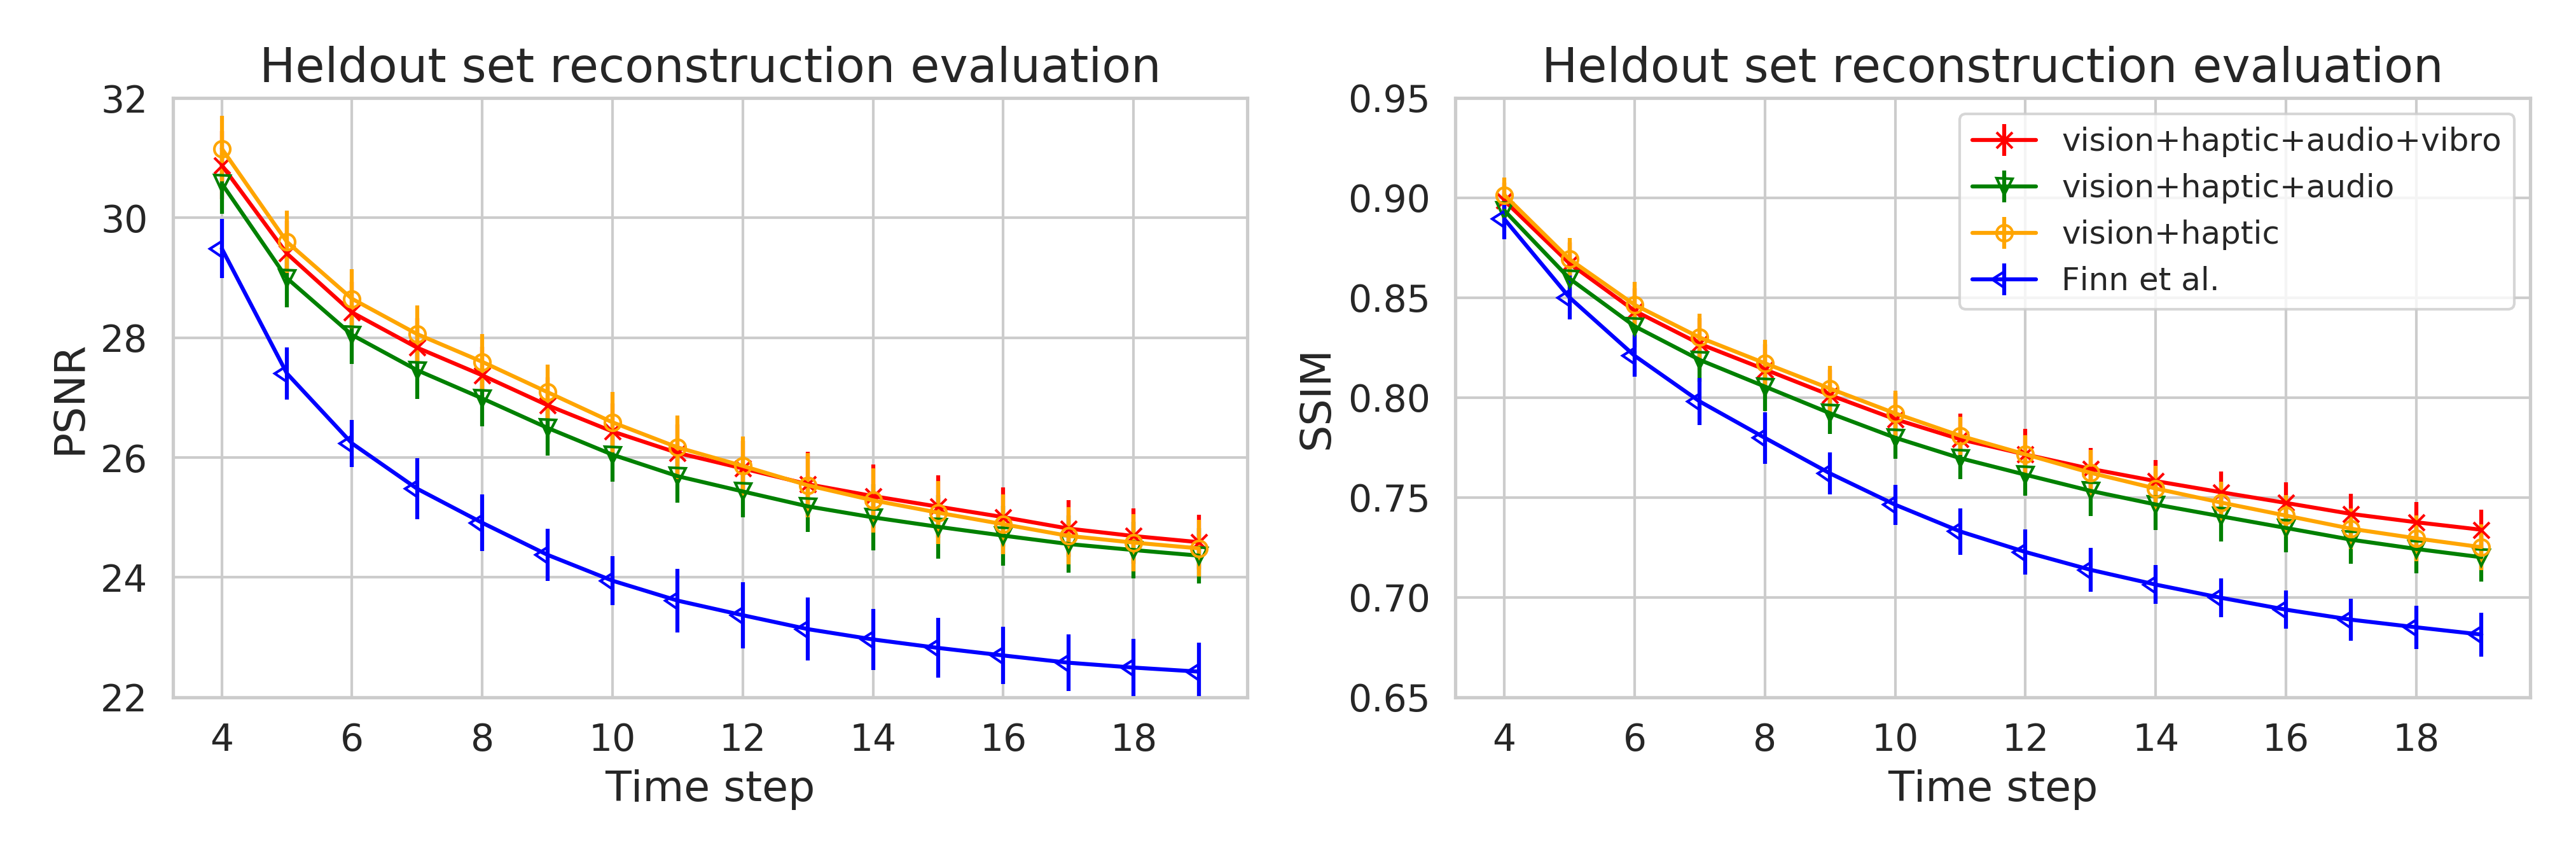 Heldout set reconstruction evaluation
32
30
28
26
24
22
PSNR
4 6 8 10 12 14 16 18
Time step
Heldout set reconstruction evaluation
0.95
0.90
0.85
0.80
0.75
0.70
0.65
SSIM
vision+haptic+audio+vibro
vision+haptic+audio
vision+haptic
Finn et al.
4 6 8 10 12 14 16 18
Time step